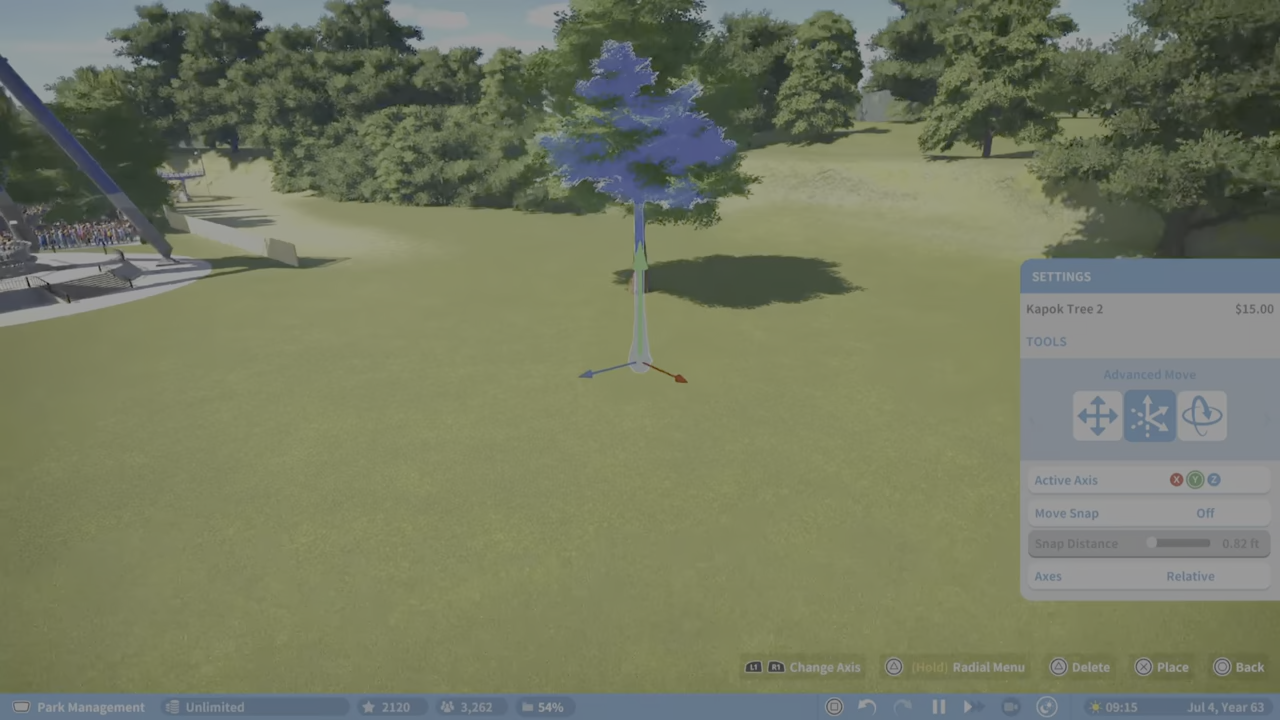 SETTINGS
Kapok Tree 2 $15.00
TOOLS
Advanced Move
Active Axis X Y Z
Move Snap Off
Snap Distance 0.82 ft
Axes Relative
L1 R1 Change Axis (Hold) Radial Menu Delete Place Back
Park Management Unlimited 2120 3,262 54% 09:15 Jul 4, Year 63